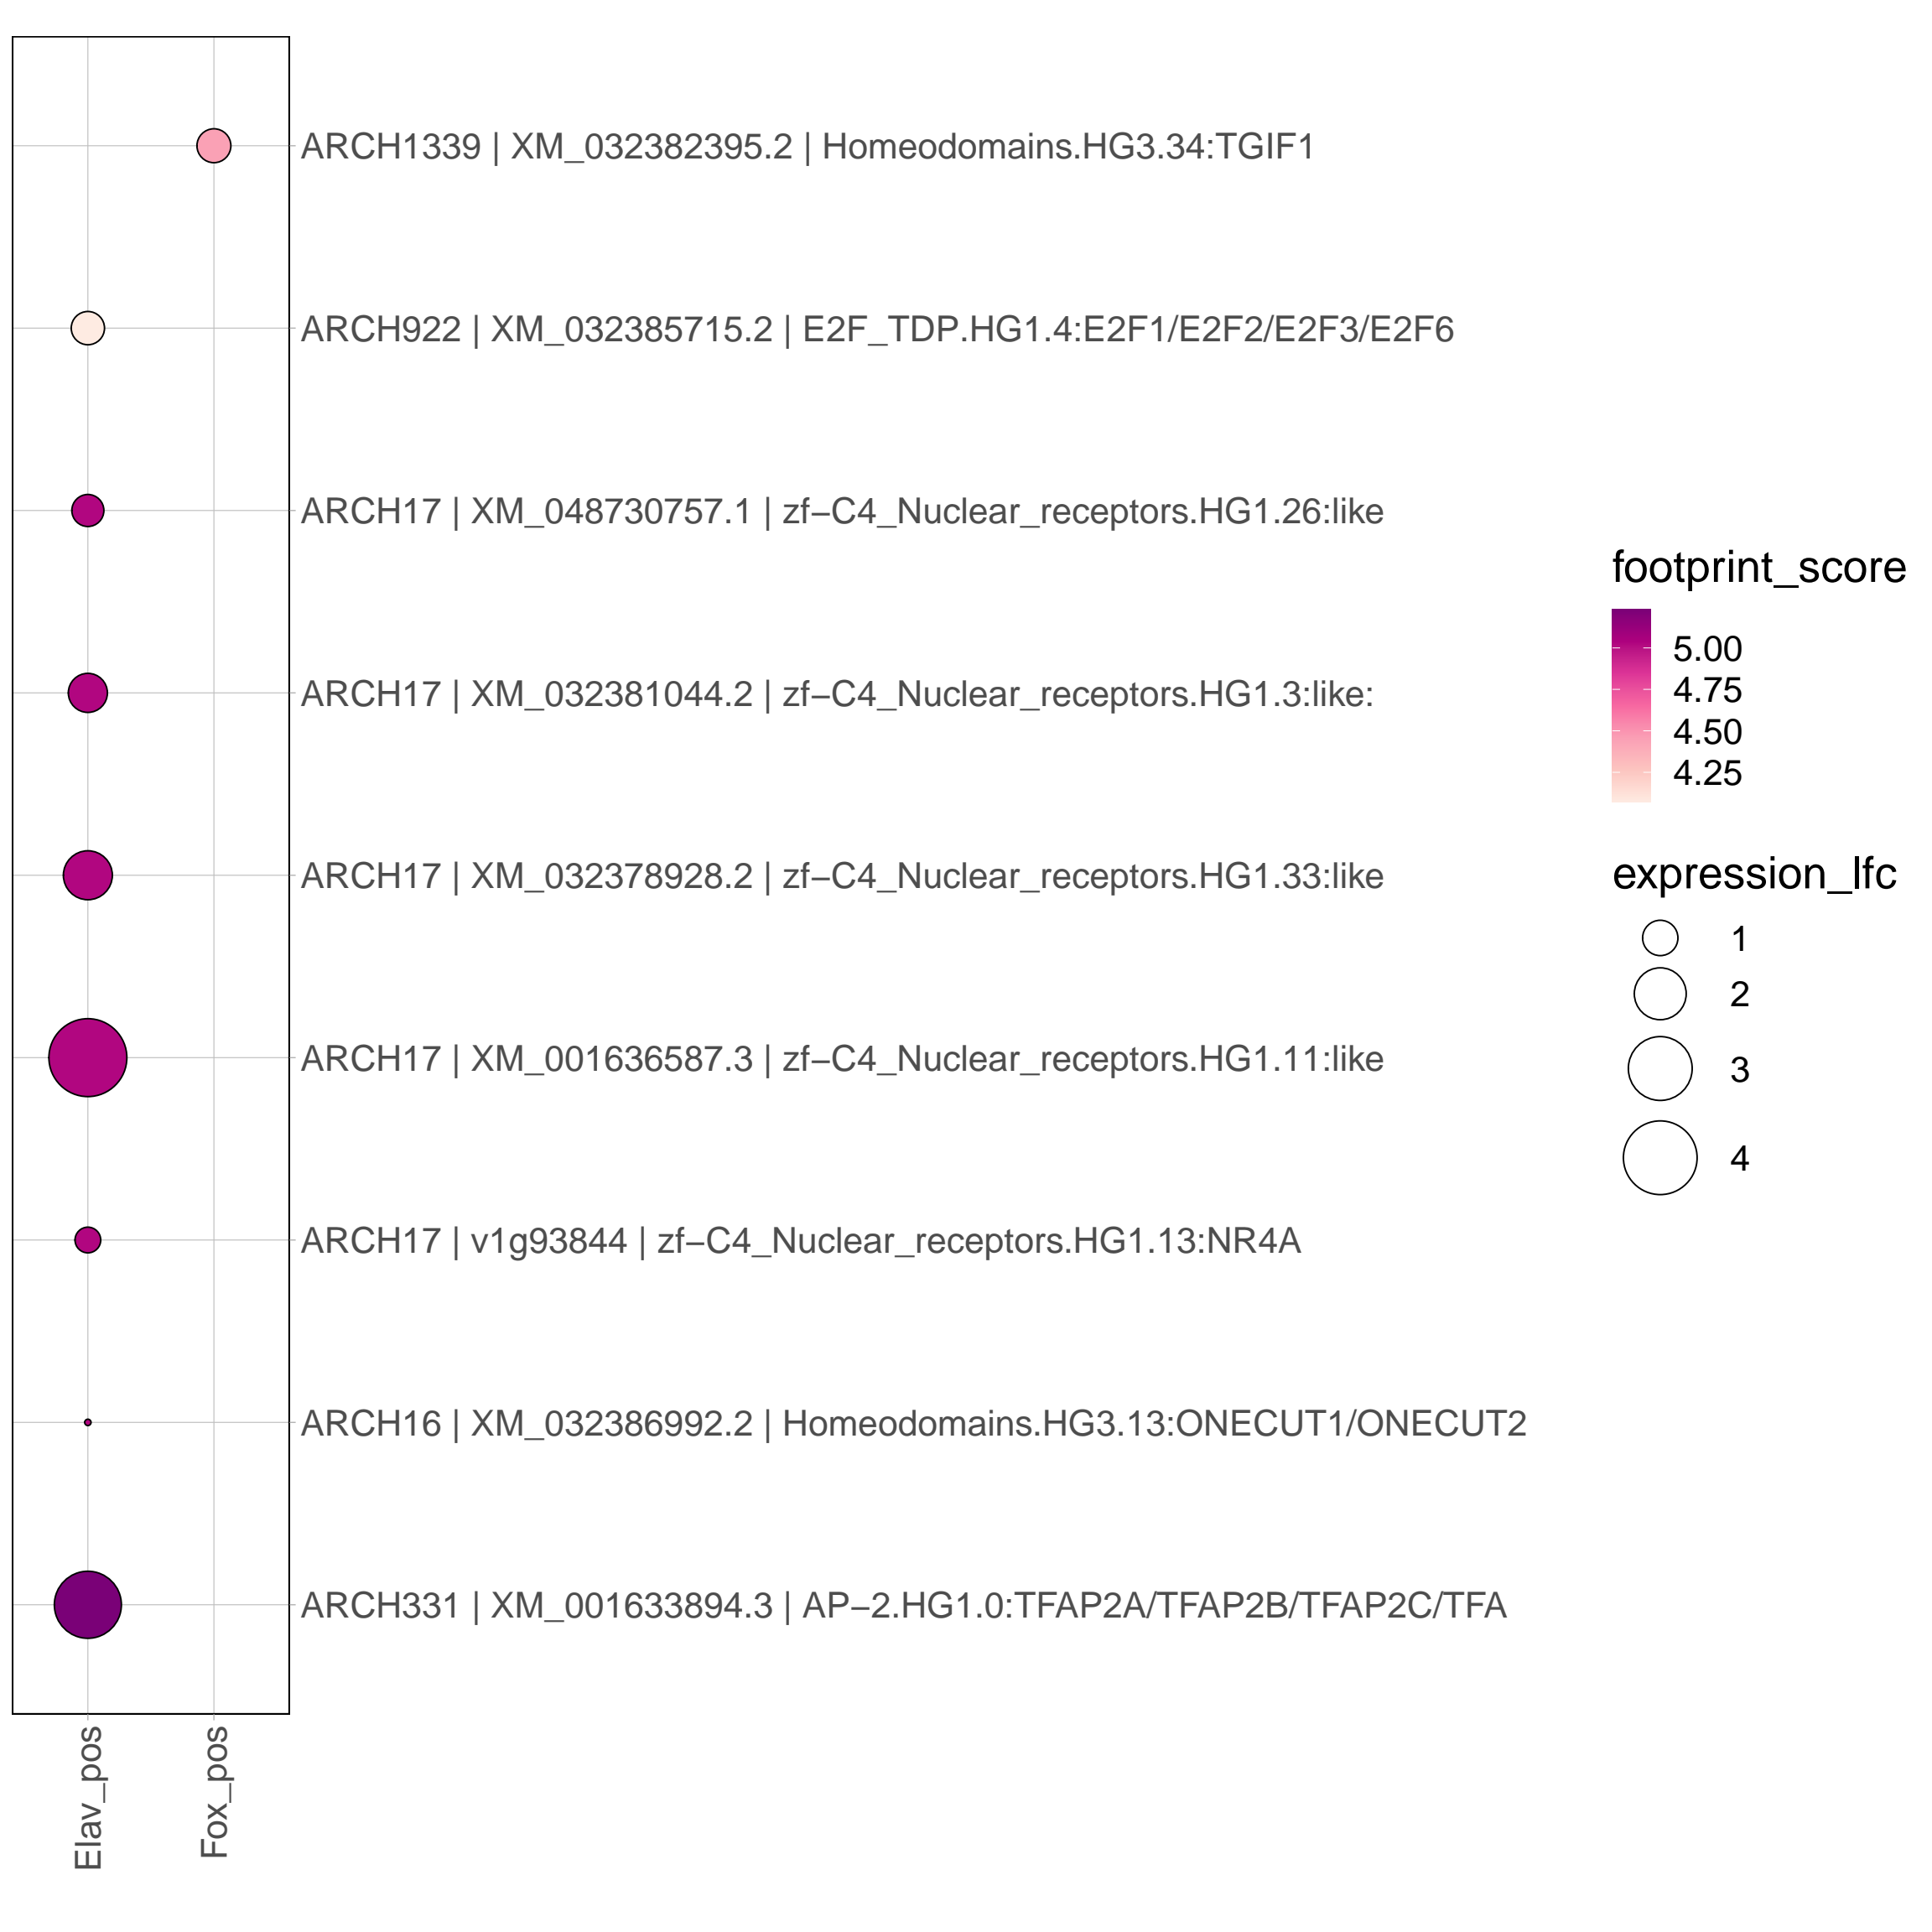 ARCH1339 | XM_032382395.2 | Homeodomains.HG3.34:TGIF1
ARCH922 | XM_032385715.2 | E2F_TDP.HG1.4:E2F1/E2F2/E2F3/E2F6
ARCH17 | XM_048730757.1 | zf−C4_Nuclear_receptors.HG1.26:like
ARCH17 | XM_032381044.2 | zf−C4_Nuclear_receptors.HG1.3:like:
ARCH17 | XM_032378928.2 | zf−C4_Nuclear_receptors.HG1.33:like
ARCH17 | XM_001636587.3 | zf−C4_Nuclear_receptors.HG1.11:like
ARCH17 | v1g93844 | zf−C4_Nuclear_receptors.HG1.13:NR4A
ARCH16 | XM_032386992.2 | Homeodomains.HG3.13:ONECUT1/ONECUT2
ARCH331 | XM_001633894.3 | AP−2.HG1.0:TFAP2A/TFAP2B/TFAP2C/TFA
Elav_pos
Fox_pos
footprint_score
5.00
4.75
4.50
4.25
expression_lfc
1
2
3
4